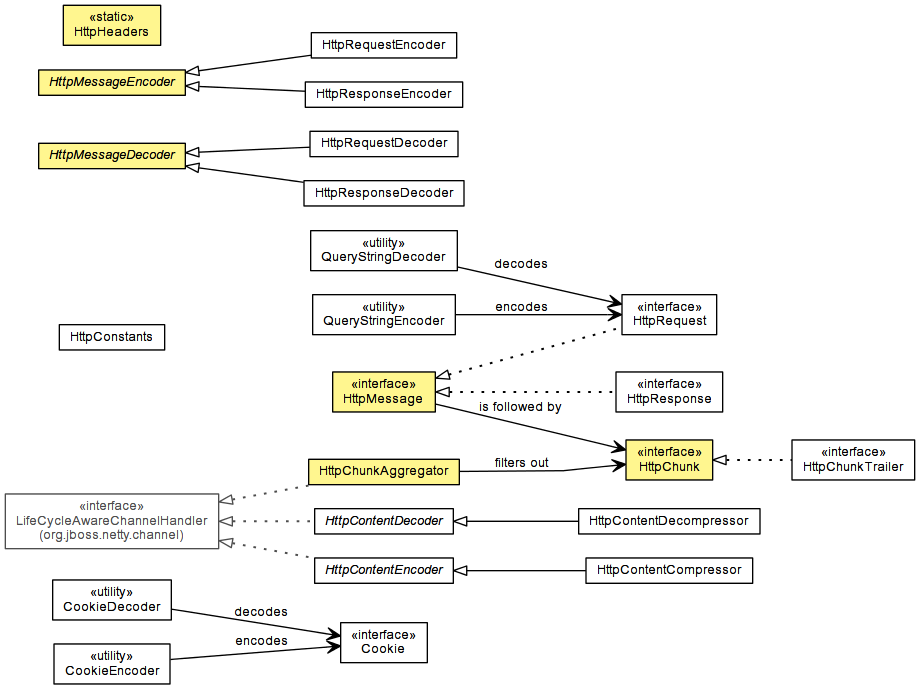 «static»
HttpHeaders
HttpRequestEncoder
HttpMessageEncoder
HttpResponseEncoder
HttpRequestDecoder
HttpMessageDecoder
HttpResponseDecoder
«utility»
QueryStringDecoder
decodes
«utility»
QueryStringEncoder
encodes
«interface»
HttpRequest
HttpConstants
«interface»
HttpMessage
«interface»
HttpResponse
is followed by
«interface»
HttpChunk
«interface»
HttpChunkTrailer
HttpChunkAggregator
filters out
«interface»
LifeCycleAwareChannelHandler
(org.jboss.netty.channel)
HttpContentDecoder
HttpContentDecompressor
HttpContentEncoder
HttpContentCompressor
«utility»
CookieDecoder
decodes
«interface»
Cookie
encodes
«utility»
CookieEncoder